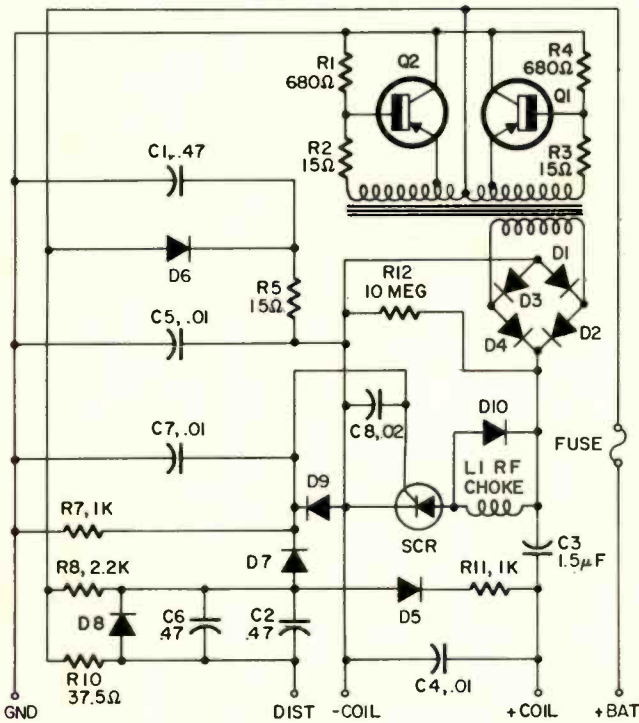 R1
680Ω
Q2
R4
680Ω
Q1
R2
15Ω
R3
15Ω
C1, .47
D6
R5
15Ω
R12
10 MEG
D1
D3
D4
D2
C5, .01
C7, .01
C8, .02
D10
FUSE
D9
L1 RF
CHOKE
R7, 1K
SCR
C3
1.5μF
D7
R8, 2.2K
R11, 1K
D8
C6
.47
C2
.47
D5
R10
37.5Ω
C4, .01
GND
DIST
-COIL
+COIL
+BAT